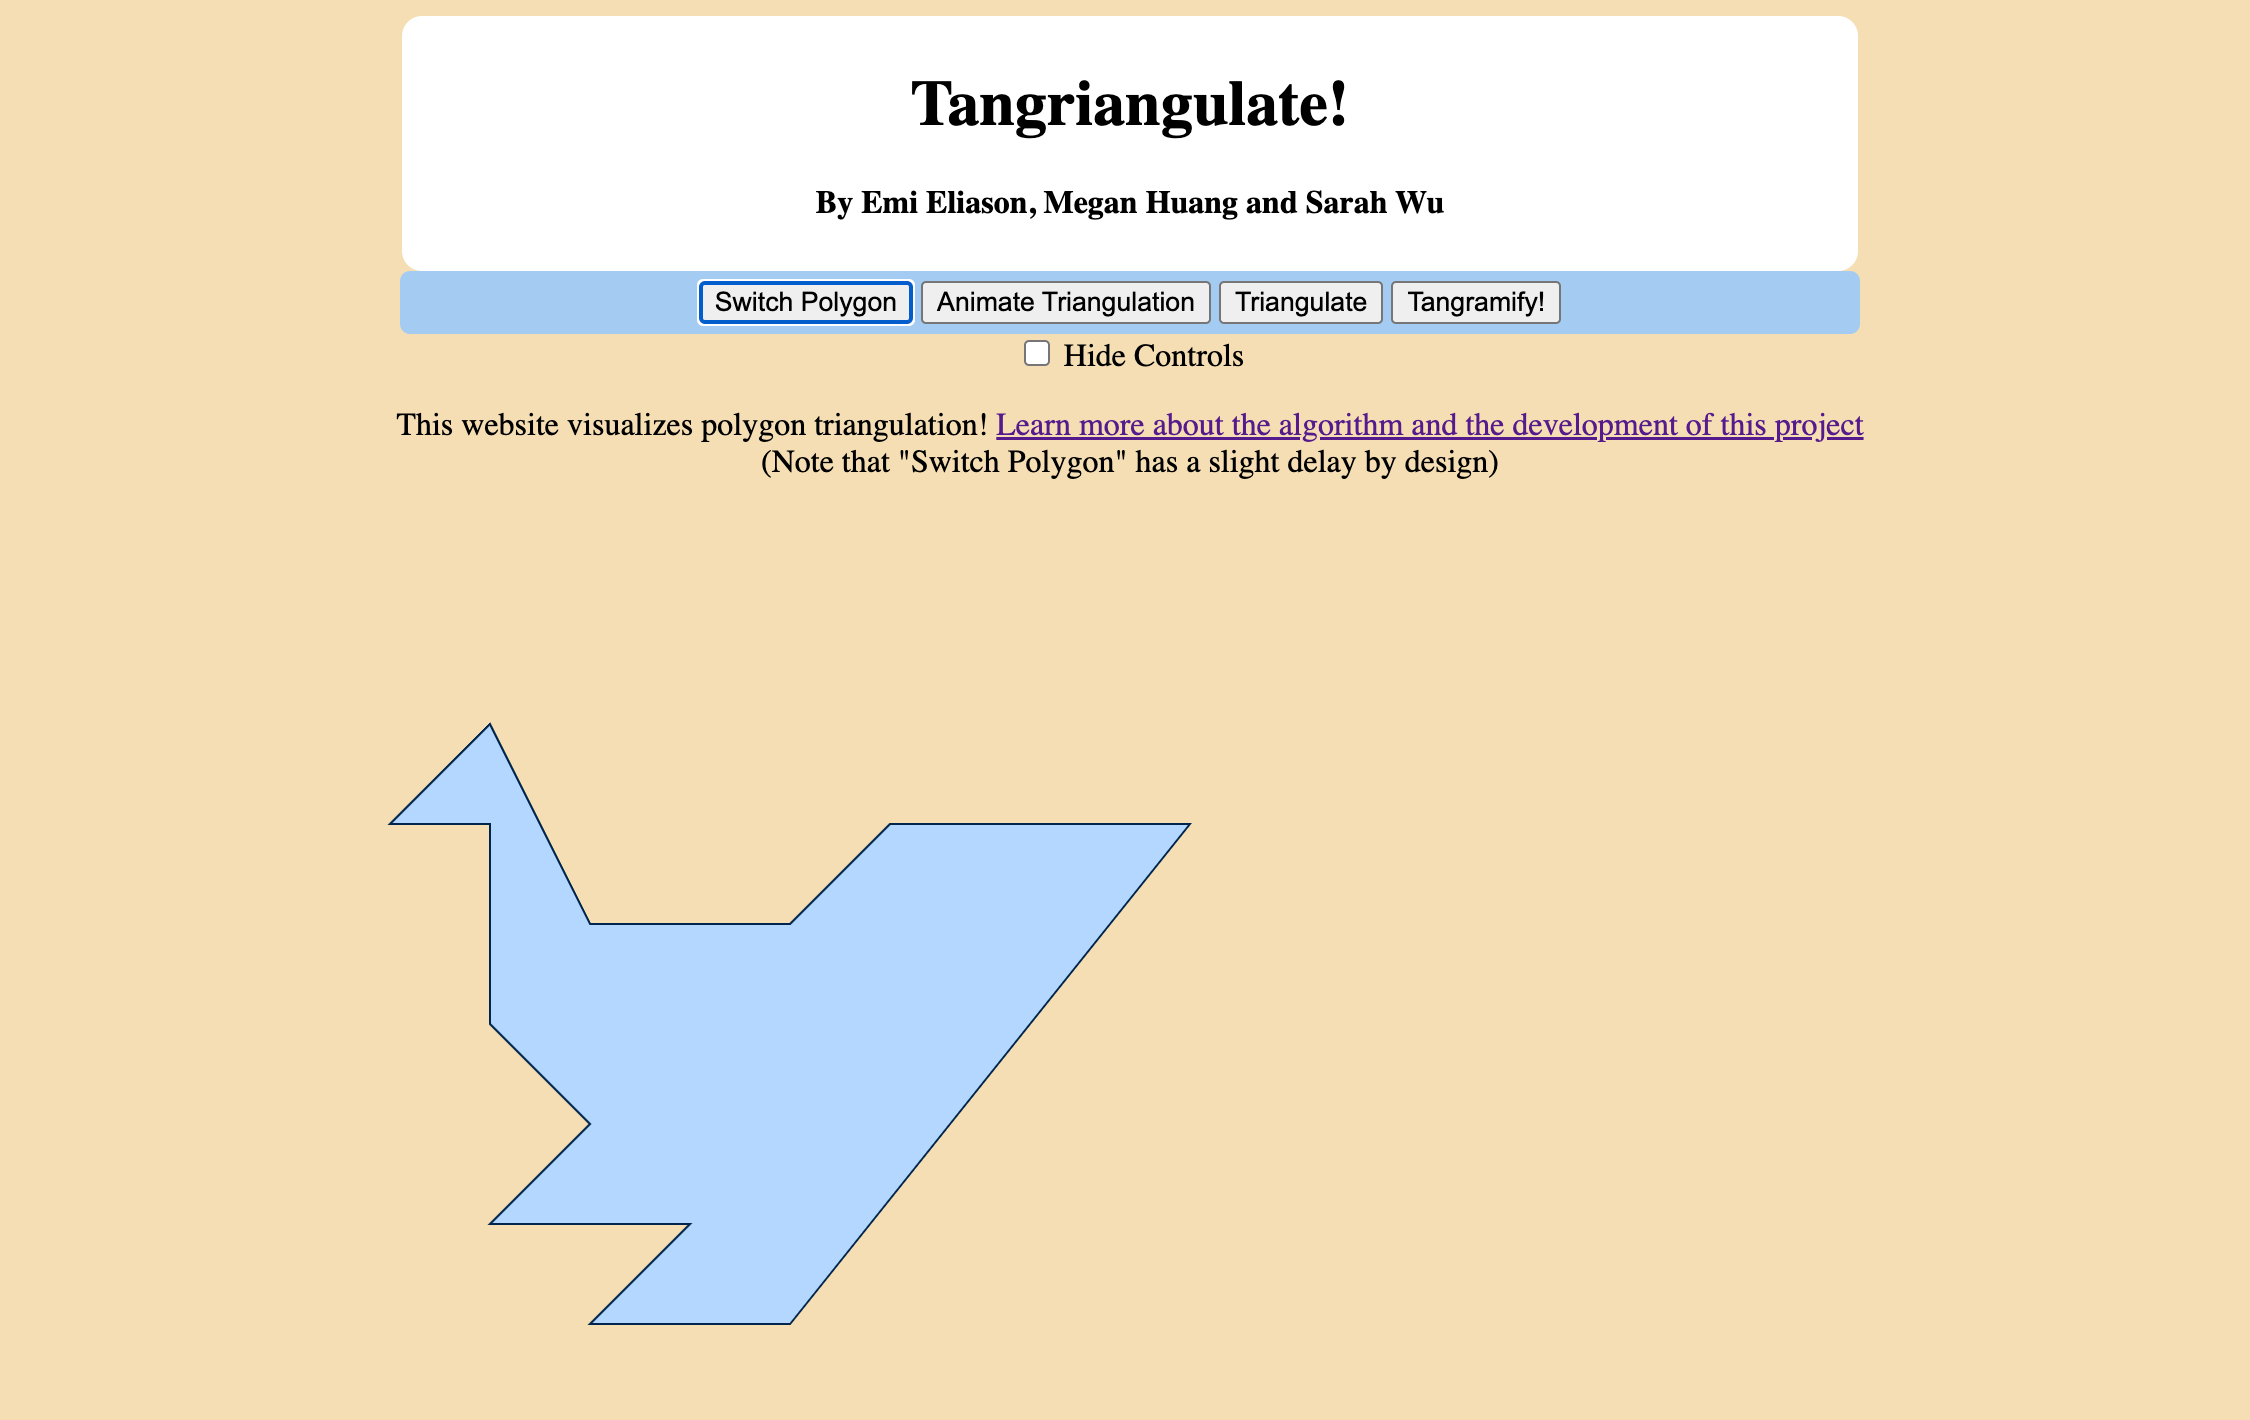 Tangriangulate!
By Emi Eliason, Megan Huang and Sarah Wu
Switch Polygon Animate Triangulation Triangulate Tangramify!
Hide Controls
This website visualizes polygon triangulation! Learn more about the algorithm and the development of this project
(Note that "Switch Polygon" has a slight delay by design)